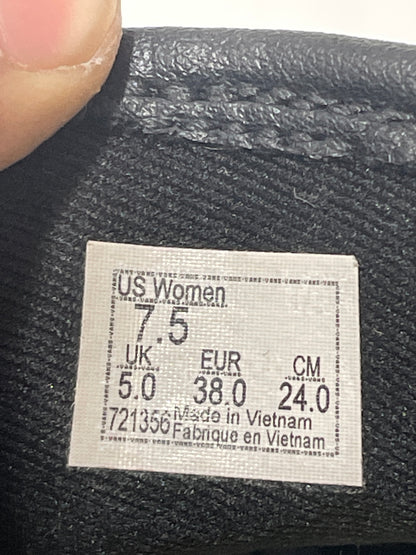 US Women
7.5
UK EUR CM
5.0 38.0 24.0
721356 Made in Vietnam
Fabrique en Vietnam